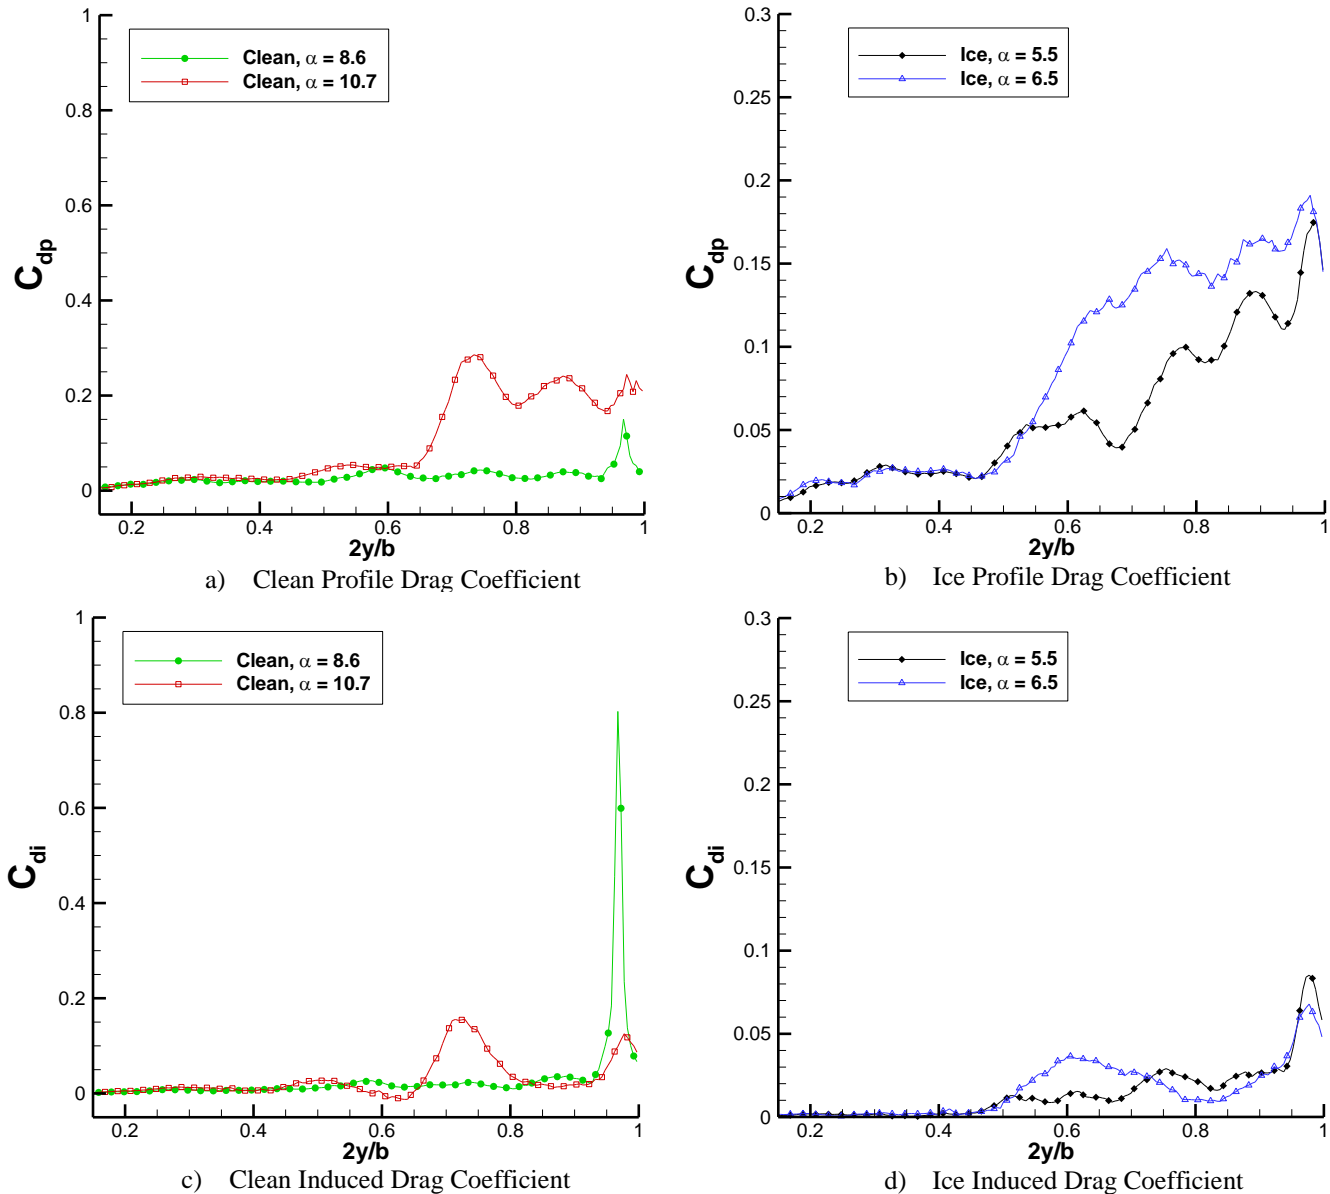 1
0.8
0.6
0.4
0.2
0
C_dp
Clean, α = 8.6
Clean, α = 10.7
0.2
0.4
0.6
0.8
1
2y/b
a) Clean Profile Drag Coefficient
0.3
0.25
0.2
0.15
0.1
0.05
0
C_dp
Ice, α = 5.5
Ice, α = 6.5
0.2
0.4
0.6
0.8
1
2y/b
b) Ice Profile Drag Coefficient
1
0.8
0.6
0.4
0.2
0
C_di
Clean, α = 8.6
Clean, α = 10.7
0.2
0.4
0.6
0.8
1
2y/b
c) Clean Induced Drag Coefficient
0.3
0.25
0.2
0.15
0.1
0.05
0
C_di
Ice, α = 5.5
Ice, α = 6.5
0.2
0.4
0.6
0.8
1
2y/b
d) Ice Induced Drag Coefficient